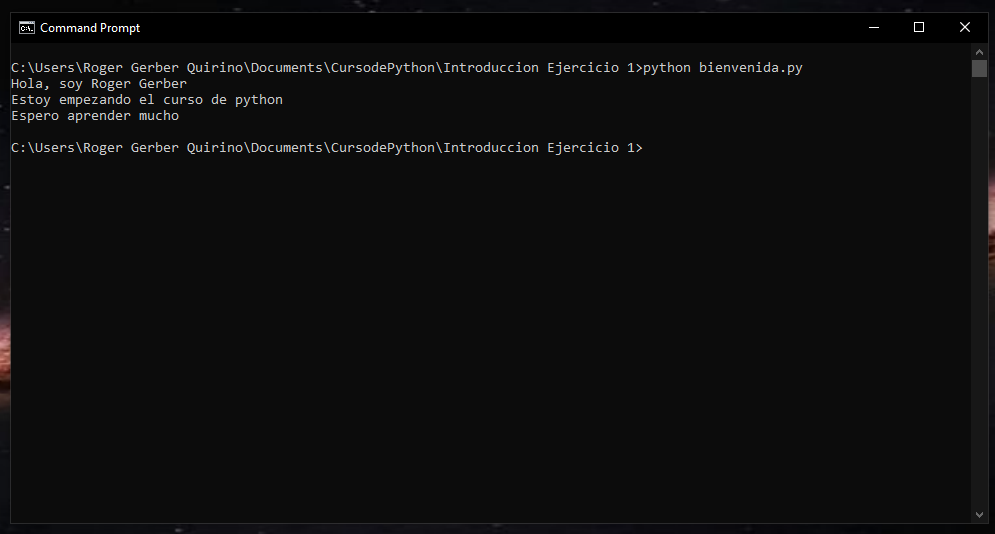 Command Prompt
C:\Users\Roger Gerber Quirino\Documents\CursodePython\Introduccion Ejercicio 1>python bienvenida.py
Hola, soy Roger Gerber
Estoy empezando el curso de python
Espero aprender mucho
C:\Users\Roger Gerber Quirino\Documents\CursodePython\Introduccion Ejercicio 1>